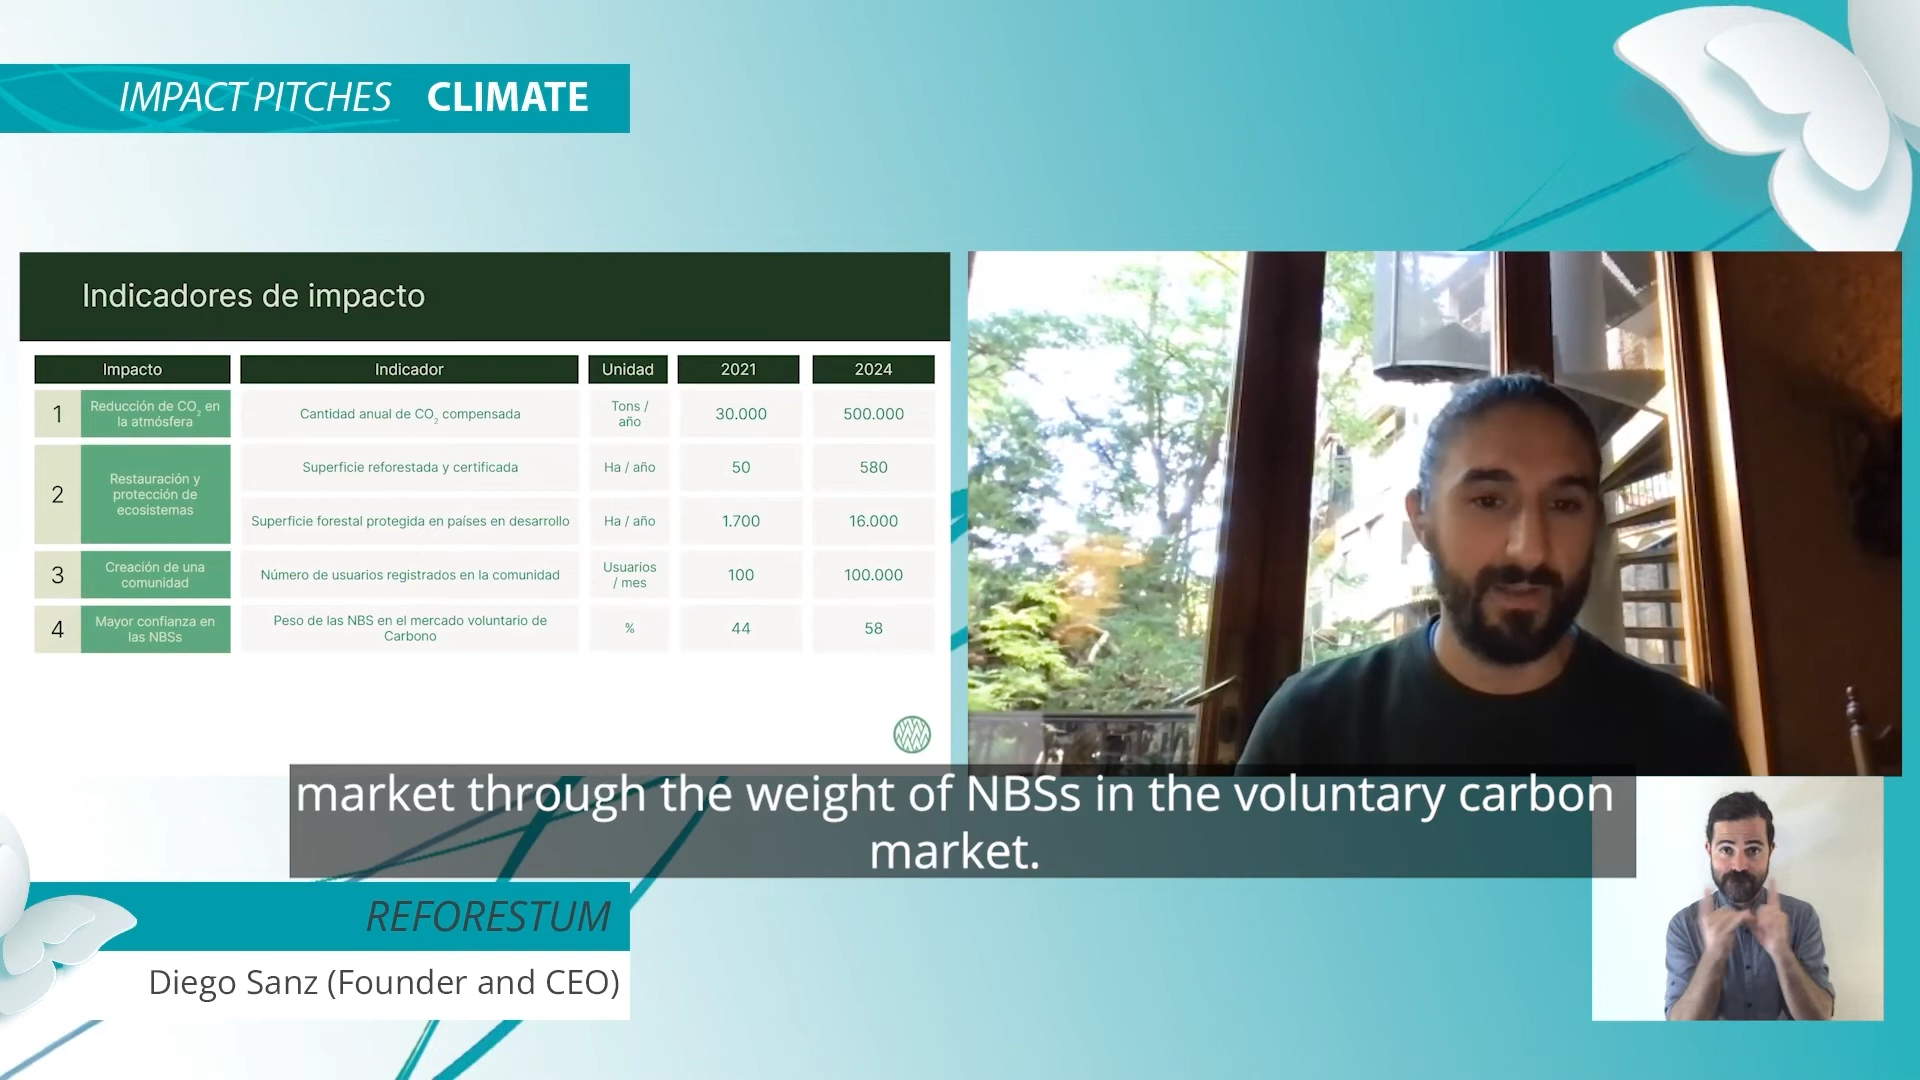 IMPACT PITCHES CLIMATE
Indicadores de impacto
Impacto Indicador Unidad 2021 2024
1
Reducción de CO2 en
la atmósfera
Cantidad anual de CO2 compensada
Tons /
año
30.000
500.000
2
Restauración y
protección de
ecosistemas
Superficie reforestada y certificada
Ha / año
50
580
Superficie forestal protegida en países en desarrollo
Ha / año
1.700
16.000
3
Creación de una
comunidad
Número de usuarios registrados en la comunidad
Usuarios
/ mes
100
100.000
4
Mayor confianza en
las NBSs
Peso de las NBS en el mercado voluntario de
Carbono
%
44
58
market through the weight of NBSs in the voluntary carbon
market.
REFORESTUM
Diego Sanz (Founder and CEO)